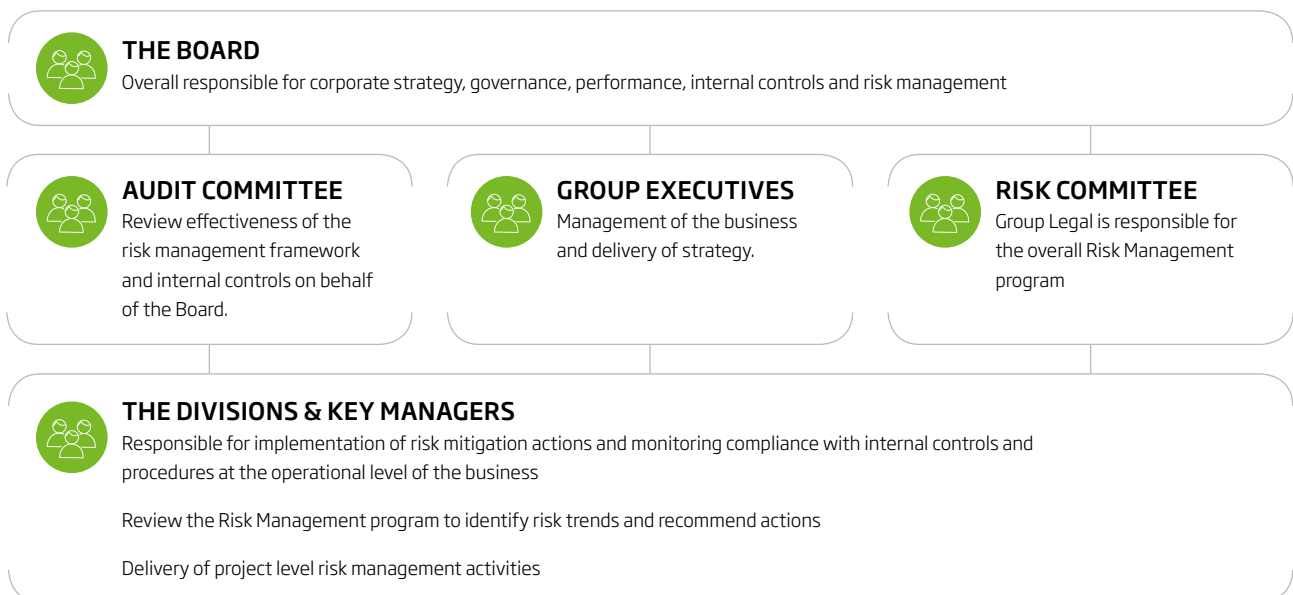 THE BOARD
Overall responsible for corporate strategy, governance, performance, internal controls and risk management
AUDIT COMMITTEE
Review effectiveness of the
risk management framework
and internal controls on behalf
of the Board.
GROUP EXECUTIVES
Management of the business
and delivery of strategy.
RISK COMMITTEE
Group Legal is responsible for
the overall Risk Management
program
THE DIVISIONS & KEY MANAGERS
Responsible for implementation of risk mitigation actions and monitoring compliance with internal controls and
procedures at the operational level of the business
Review the Risk Management program to identify risk trends and recommend actions
Delivery of project level risk management activities